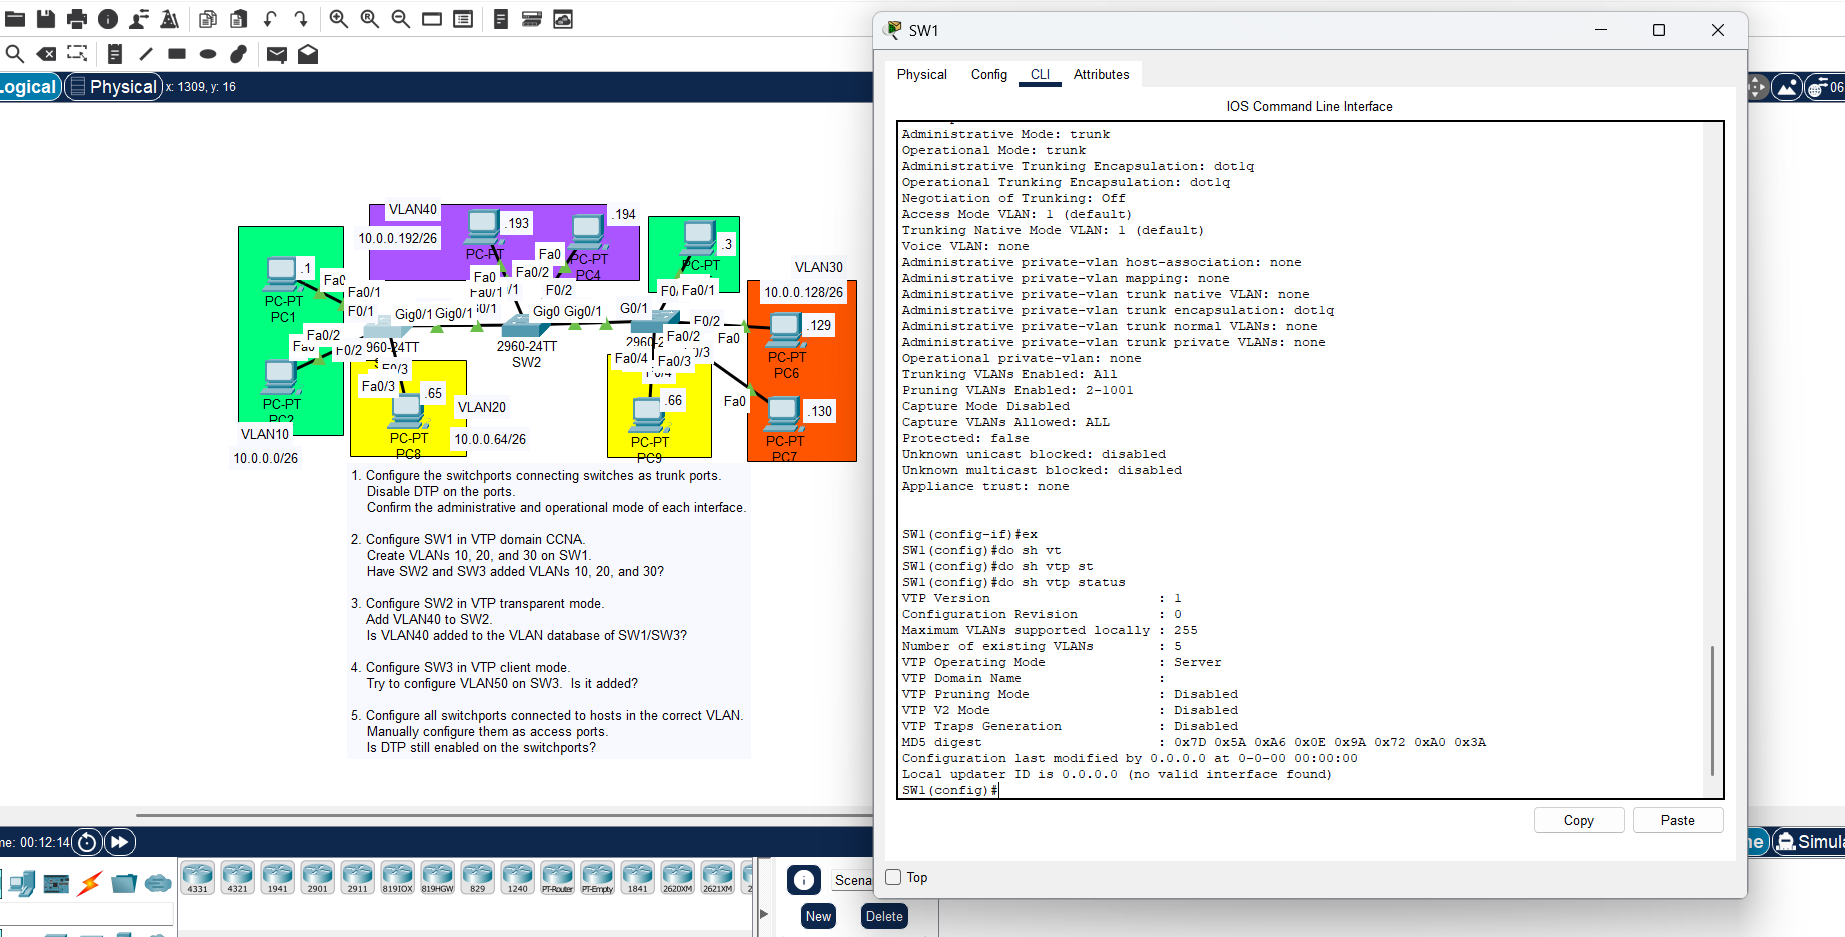 SW1
Logical
Physical
x: 1309, y: 16
06
Physical
Config
CLI
Attributes
IOS Command Line Interface
Administrative Mode: trunk
Operational Mode: trunk
Administrative Trunking Encapsulation: dot1q
Operational Trunking Encapsulation: dot1q
Negotiation of Trunking: Off
Access Mode VLAN: 1 (default)
Trunking Native Mode VLAN: 1 (default)
Voice VLAN: none
Administrative private-vlan host-association: none
Administrative private-vlan mapping: none
Administrative private-vlan trunk native VLAN: none
Administrative private-vlan trunk encapsulation: dot1q
Administrative private-vlan trunk normal VLANs: none
Administrative private-vlan trunk private VLANs: none
Operational private-vlan: none
Trunking VLANs Enabled: All
Pruning VLANs Enabled: 2-1001
Capture Mode Disabled
Capture VLANs Allowed: ALL
Protected: false
Unknown unicast blocked: disabled
Unknown multicast blocked: disabled
Appliance trust: none
SW1(config-if)#ex
SW1(config)#do sh vt
SW1(config)#do sh vtp st
SW1(config)#do sh vtp status
VTP Version : 1
Configuration Revision : 0
Maximum VLANs supported locally : 255
Number of existing VLANs : 5
VTP Operating Mode : Server
VTP Domain Name :
VTP Pruning Mode : Disabled
VTP V2 Mode : Disabled
VTP Traps Generation : Disabled
MD5 digest : 0x7D 0x5A 0xA6 0x0E 0x9A 0x72 0xA0 0x3A
Configuration last modified by 0.0.0.0 at 0-0-00 00:00:00
Local updater ID is 0.0.0.0 (no valid interface found)
SW1(config)#
Copy
Paste
Top
VLAN40
10.0.0.192/26
.193
.194
PC-PT
Fa0
Fa0/2
PC-PT
PC4
Fa0
Fa0/1
F0/2
.3
PC-PT
VLAN30
10.0.0.128/26
.1
Fa0
Fa0/1
F0/1
PC-PT
PC1
Gig0/1
Gig0/1
Gig0
Gig0/1
G0/1
Fa0/1
F0/2
.129
Fa0
PC-PT
PC6
Fa0/2
F0/2
2960-24TT
SW2
Fa0/2
Fa0/4
Fa0/3
PC-PT
PC2
Fa0/3
.65
VLAN20
10.0.0.64/26
PC-PT
PC8
.66
PC-PT
PC9
Fa0
.130
PC-PT
PC7
VLAN10
10.0.0.0/26
1. Configure the switchports connecting switches as trunk ports.
Disable DTP on the ports.
Confirm the administrative and operational mode of each interface.
2. Configure SW1 in VTP domain CCNA.
Create VLANs 10, 20, and 30 on SW1.
Have SW2 and SW3 added VLANs 10, 20, and 30?
3. Configure SW2 in VTP transparent mode.
Add VLAN40 to SW2.
Is VLAN40 added to the VLAN database of SW1/SW3?
4. Configure SW3 in VTP client mode.
Try to configure VLAN50 on SW3. Is it added?
5. Configure all switchports connected to hosts in the correct VLAN.
Manually configure them as access ports.
Is DTP still enabled on the switchports?
me: 00:12:14
Simula
4331
4321
1941
2901
2911
819IOX
819HGW
829
1240
PT-Router
PT-Empty
1841
2620XM
2621XM
Scena
New
Delete